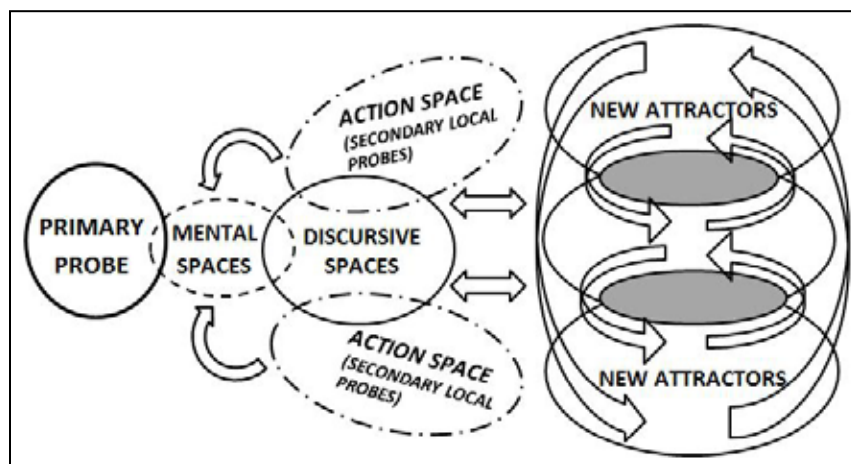 PRIMARY
PROBE
MENTAL
SPACES
DISCURSIVE
SPACES
ACTION SPACE
(SECONDARY LOCAL
PROBES)
ACTION SPACE
(SECONDARY LOCAL
PROBES)
NEW ATTRACTORS
NEW ATTRACTORS